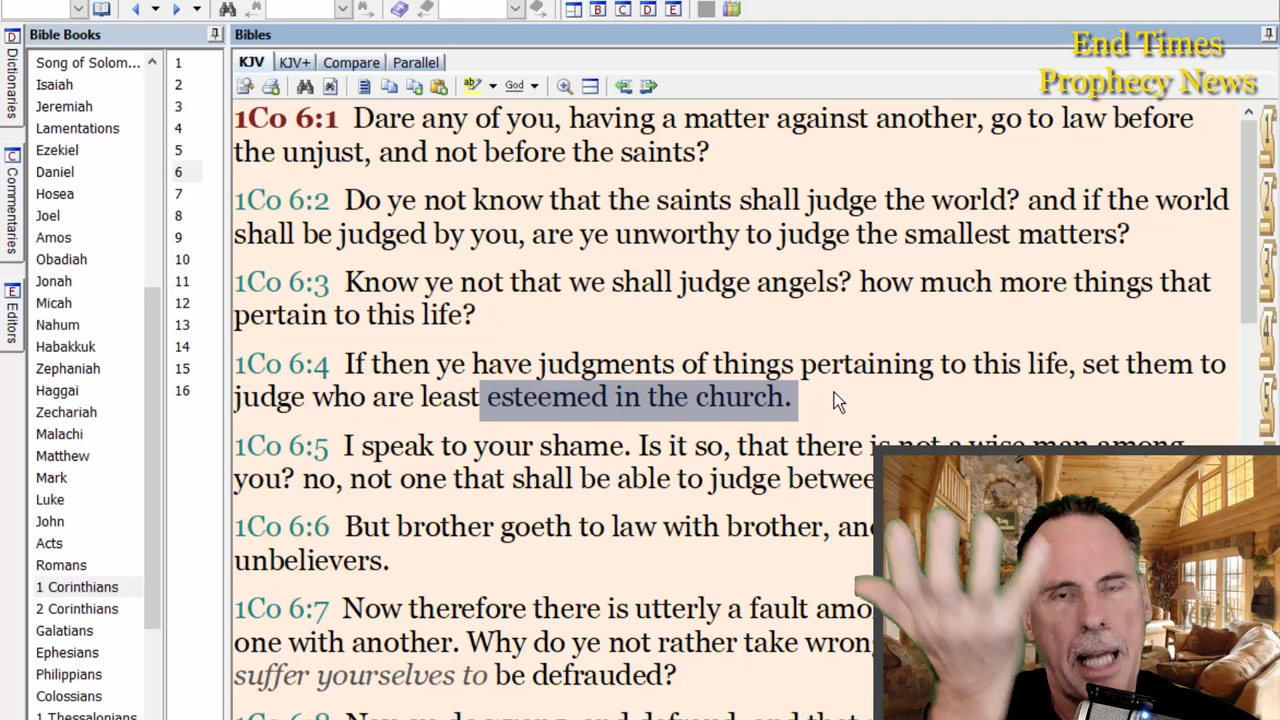 Bible Books
Bibles
End Times
Prophecy News
Dictionaries
Commentaries
Editors
D
C
E
B C D E
KJV KJV+ Compare Parallel
ab God
Song of Solom... 1
Isaiah 2
Jeremiah 3
Lamentations 4
Ezekiel 5
Daniel 6
Hosea 7
Joel 8
Amos 9
Obadiah 10
Jonah 11
Micah 12
Nahum 13
Habakkuk 14
Zephaniah 15
Haggai 16
Zechariah
Malachi
Matthew
Mark
Luke
John
Acts
Romans
1 Corinthians
2 Corinthians
Galatians
Ephesians
Philippians
Colossians
1 Thessalonians
1Co 6:1 Dare any of you, having a matter against another, go to law before
the unjust, and not before the saints?
1Co 6:2 Do ye not know that the saints shall judge the world? and if the world
shall be judged by you, are ye unworthy to judge the smallest matters?
1Co 6:3 Know ye not that we shall judge angels? how much more things that
pertain to this life?
1Co 6:4 If then ye have judgments of things pertaining to this life, set them to
judge who are least esteemed in the church.
1Co 6:5 I speak to your shame. Is it so, that there is not a wise man among
you? no, not one that shall be able to judge betwee
1Co 6:6 But brother goeth to law with brother, an
unbelievers.
1Co 6:7 Now therefore there is utterly a fault amo
one with another. Why do ye not rather take wron
suffer yourselves to be defrauded?